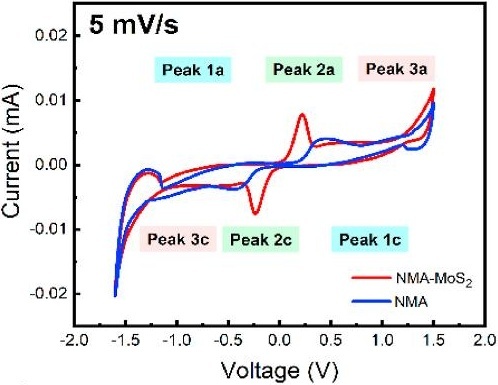 5 mV/s
0.02
0.01
0.00
-0.01
-0.02
Current (mA)
Peak 1a
Peak 2a
Peak 3a
Peak 3c
Peak 2c
Peak 1c
NMA-MoS₂
NMA
-2.0 -1.5 -1.0 -0.5 0.0 0.5 1.0 1.5 2.0
Voltage (V)